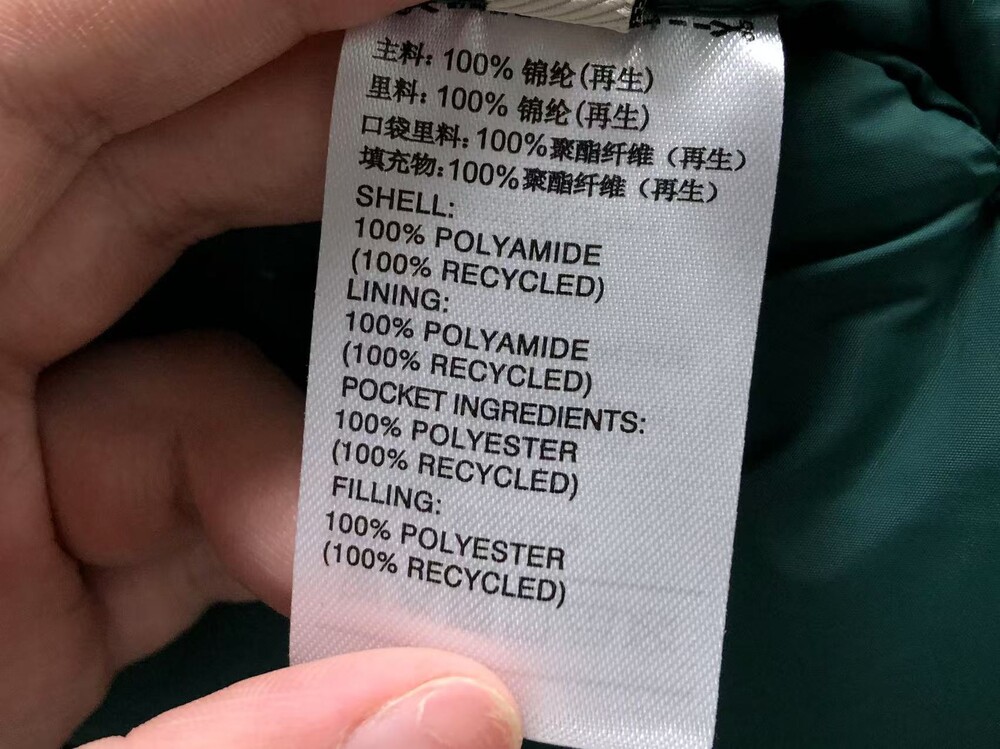 主料: 100% 锦纶(再生)
里料: 100% 锦纶(再生)
口袋里料: 100%聚酯纤维（再生）
填充物: 100%聚酯纤维（再生）
SHELL:
100% POLYAMIDE
(100% RECYCLED)
LINING:
100% POLYAMIDE
(100% RECYCLED)
POCKET INGREDIENTS:
100% POLYESTER
(100% RECYCLED)
FILLING:
100% POLYESTER
(100% RECYCLED)